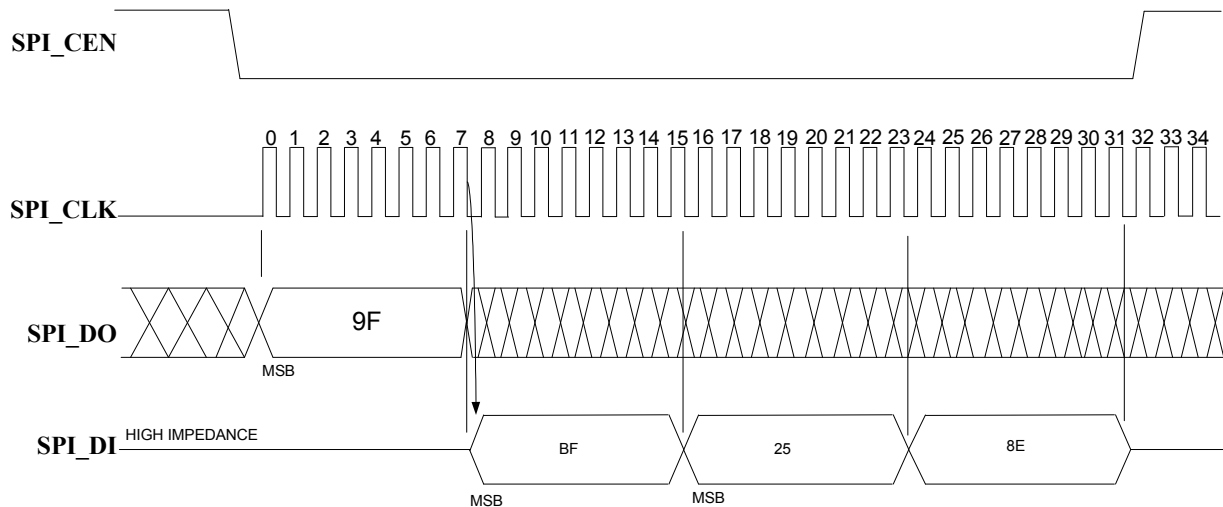 SPI_CEN
0 1 2 3 4 5 6 7 8 9 10 11 12 13 14 15 16 17 18 19 20 21 22 23 24 25 26 27 28 29 30 31 32 33 34
SPI_CLK
SPI_DO
9F
MSB
SPI_DI
HIGH IMPEDANCE
BF
25
8E
MSB
MSB